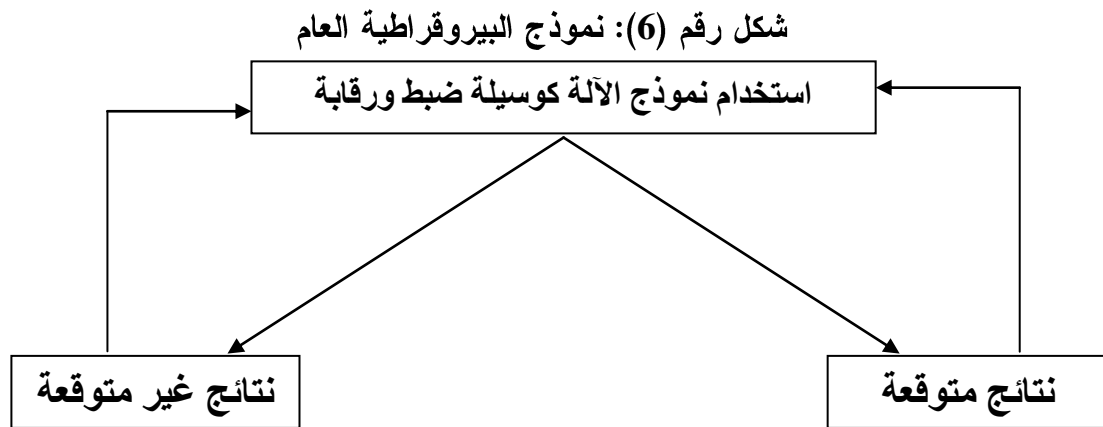 شكل رقم (6): نموذج البيروقراطية العام
استخدام نموذج الآلة كوسيلة ضبط ورقابة
نتائج متوقعة
نتائج غير متوقعة